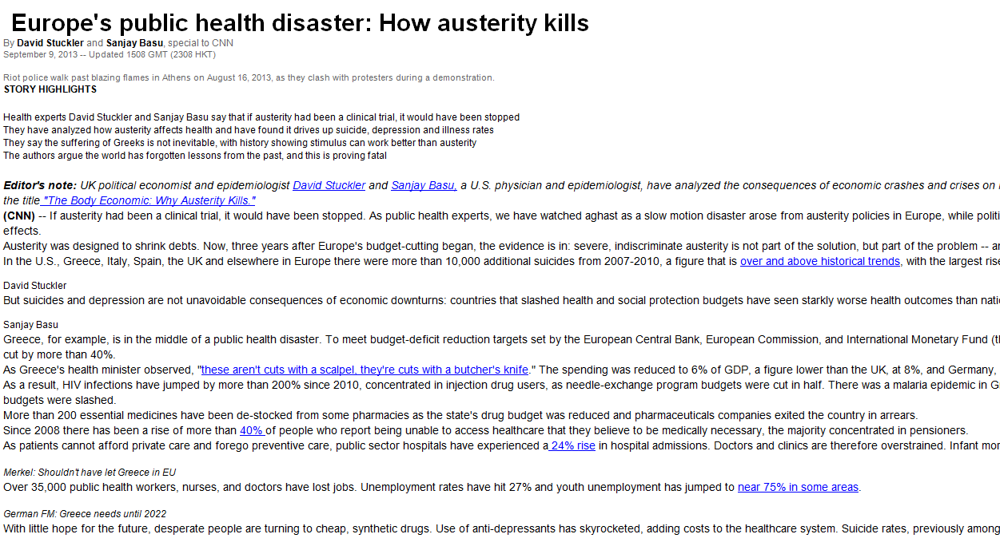 Europe's public health disaster: How austerity kills
By David Stuckler and Sanjay Basu, special to CNN
September 9, 2013 -- Updated 1508 GMT (2308 HKT)
Riot police walk past blazing flames in Athens on August 16, 2013, as they clash with protesters during a demonstration.
STORY HIGHLIGHTS
Health experts David Stuckler and Sanjay Basu say that if austerity had been a clinical trial, it would have been stopped
They have analyzed how austerity affects health and have found it drives up suicide, depression and illness rates
They say the suffering of Greeks is not inevitable, with history showing stimulus can work better than austerity
The authors argue the world has forgotten lessons from the past, and this is proving fatal
Editor's note: UK political economist and epidemiologist David Stuckler and Sanjay Basu, a U.S. physician and epidemiologist, have analyzed the consequences of economic crashes and crises on
the title "The Body Economic: Why Austerity Kills."
(CNN) -- If austerity had been a clinical trial, it would have been stopped. As public health experts, we have watched aghast as a slow motion disaster arose from austerity policies in Europe, while politi
effects.
Austerity was designed to shrink debts. Now, three years after Europe's budget-cutting began, the evidence is in: severe, indiscriminate austerity is not part of the solution, but part of the problem -- a
In the U.S., Greece, Italy, Spain, the UK and elsewhere in Europe there were more than 10,000 additional suicides from 2007-2010, a figure that is over and above historical trends, with the largest rise
David Stuckler
But suicides and depression are not unavoidable consequences of economic downturns: countries that slashed health and social protection budgets have seen starkly worse health outcomes than nati
Sanjay Basu
Greece, for example, is in the middle of a public health disaster. To meet budget-deficit reduction targets set by the European Central Bank, European Commission, and International Monetary Fund (t
cut by more than 40%.
As Greece's health minister observed, "these aren't cuts with a scalpel, they're cuts with a butcher's knife." The spending was reduced to 6% of GDP, a figure lower than the UK, at 8%, and Germany,
As a result, HIV infections have jumped by more than 200% since 2010, concentrated in injection drug users, as needle-exchange program budgets were cut in half. There was a malaria epidemic in G
budgets were slashed.
More than 200 essential medicines have been de-stocked from some pharmacies as the state's drug budget was reduced and pharmaceuticals companies exited the country in arrears.
Since 2008 there has been a rise of more than 40% of people who report being unable to access healthcare that they believe to be medically necessary, the majority concentrated in pensioners.
As patients cannot afford private care and forego preventive care, public sector hospitals have experienced a 24% rise in hospital admissions. Doctors and clinics are therefore overstrained. Infant mor
Merkel: Shouldn't have let Greece in EU
Over 35,000 public health workers, nurses, and doctors have lost jobs. Unemployment rates have hit 27% and youth unemployment has jumped to near 75% in some areas.
German FM: Greece needs until 2022
With little hope for the future, desperate people are turning to cheap, synthetic drugs. Use of anti-depressants has skyrocketed, adding costs to the healthcare system. Suicide rates, previously among